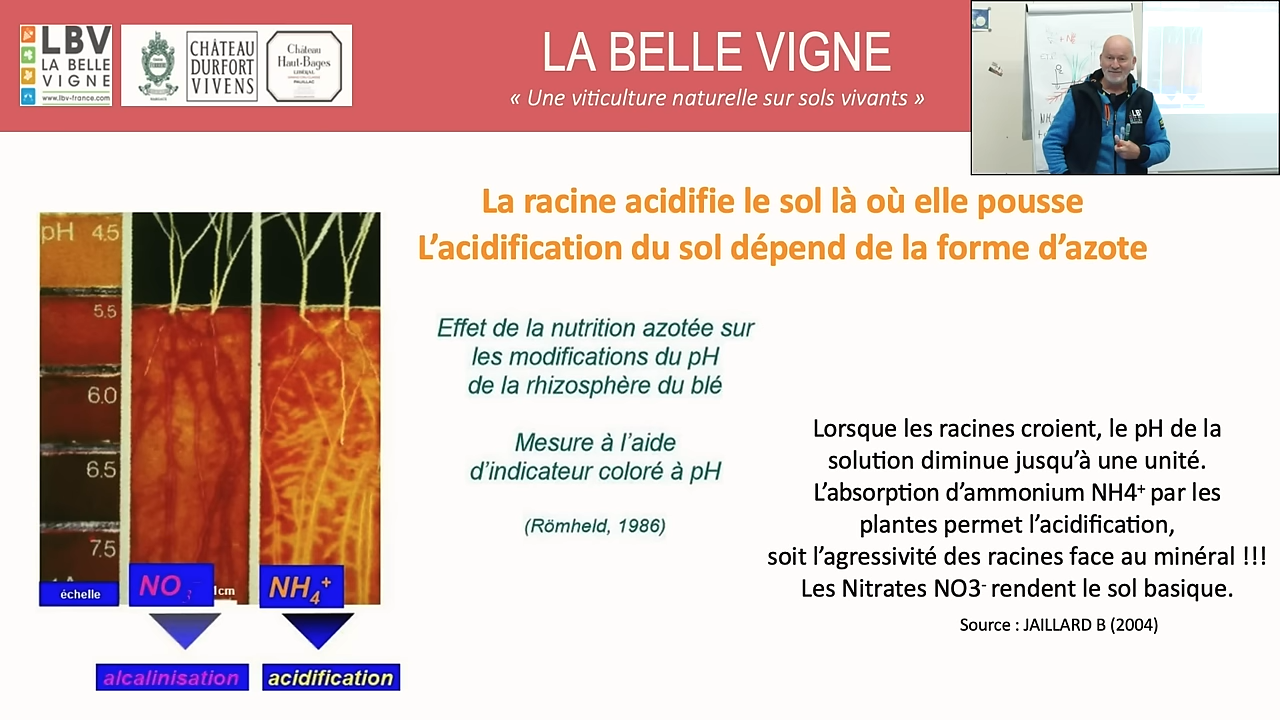 LBV
LA BELLE
VIGNE
www.lbv-france.com
CHÂTEAU
DURFORT
VIVENS
Château
Haut-Bages
LIBÉRAL
PAUILLAC
LA BELLE VIGNE
« Une viticulture naturelle sur sols vivants »
La racine acidifie le sol là où elle pousse
L'acidification du sol dépend de la forme d'azote
pH 4.5
5.5
6.0
6.5
7.5
échelle
NO3
1cm
NH4+
alcalinisation
acidification
Effet de la nutrition azotée sur
les modifications du pH
de la rhizosphère du blé
Mesure à l'aide
d'indicateur coloré à pH
(Römheld, 1986)
Lorsque les racines croient, le pH de la
solution diminue jusqu'à une unité.
L'absorption d'ammonium NH4+ par les
plantes permet l'acidification,
soit l'agressivité des racines face au minéral !!!
Les Nitrates NO3- rendent le sol basique.
Source : JAILLARD B (2004)